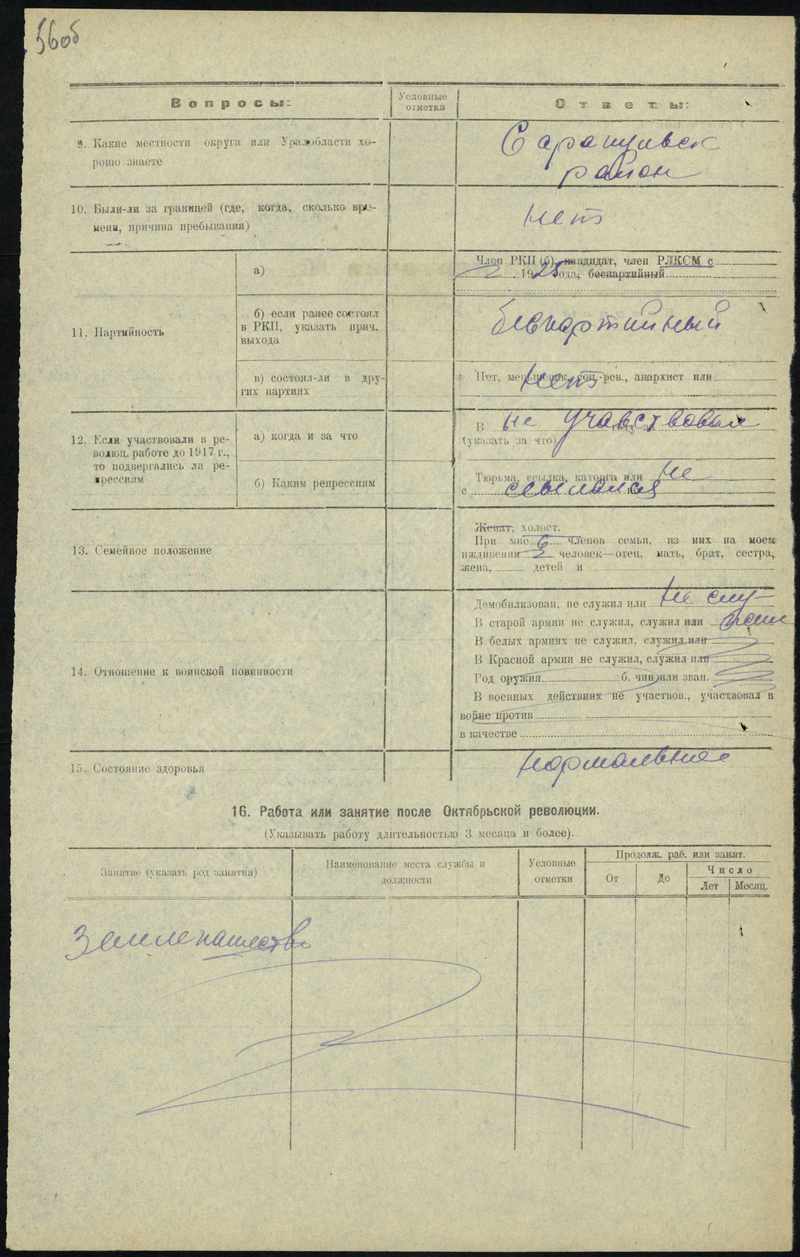 56об
Вопросы:
Условные
отметка
Ответы:
9. Какие местности округа или Уралобласти хо-
рошо знаете
Сарапульск
район
10. Были-ли за границей (где, когда, сколько вре-
мени, причина пребывания)
нет
11. Партийность
а)
Член РКП (б), кандидат, член РЛКСМ с
1925 года, беспартийный
б) если ранее состоял
в РКП, указать прич.
выхода
беспартийный
в) состоял-ли в дру-
гих партиях
Нет, меньшевик, соц.-рев., анархист или
нет
12. Если участвовали в ре-
волюц. работе до 1917 г.,
то подвергались ли ре-
прессиям
а) когда и за что
В не учавствовал
(указать за что)
б) Каким репрессиям
Тюрьма, ссылка, каторга или не
с ссылался
13. Семейное положение
Женат, холост.
При мне 6 членов семьи, из них на моем
иждивении человек—отец, мать, брат, сестра,
жена, детей и
14. Отношение к воинской повинности
Демобилизован, не служил или не слу-
В старой армии не служил, служил или жил
В белых армиях не служил, служил или
В Красной армии не служил, служил или
Род оружия б. чин или зван.
В военных действиях не участвов., участвовал в
войне против
в качестве
15. Состояние здоровья
нормальное
16. Работа или занятие после Октябрьской революции.
(Указывать работу длительностью 3 месяца и более).
Занятие (указать род занятия)
Наименование места службы и
должности
Условные
отметки
Продолж. раб. или занят.
От
До
Число
Лет
Месяц.
Землепашество